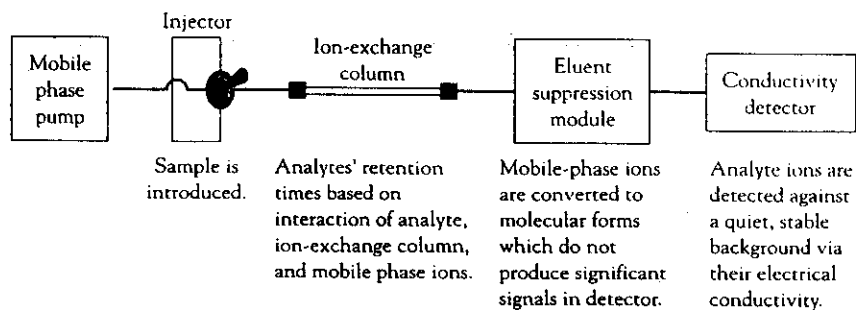 Injector
Mobile
phase
pump
Ion-exchange
column
Eluent
suppression
module
Conductivity
detector
Sample is
introduced.
Analytes' retention
times based on
interaction of analyte,
ion-exchange column,
and mobile phase ions.
Mobile-phase ions
are converted to
molecular forms
which do not
produce significant
signals in detector.
Analyte ions are
detected against
a quiet, stable
background via
their electrical
conductivity.